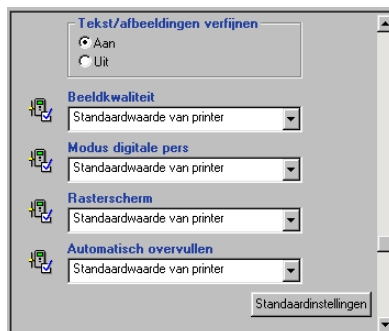 Tekst/afbeeldingen verfijnen
Aan
Uit
Beeldkwaliteit
Standaardwaarde van printer
Modus digitale pers
Standaardwaarde van printer
Rasterscherm
Standaardwaarde van printer
Automatisch overvullen
Standaardwaarde van printer
Standaardinstellingen